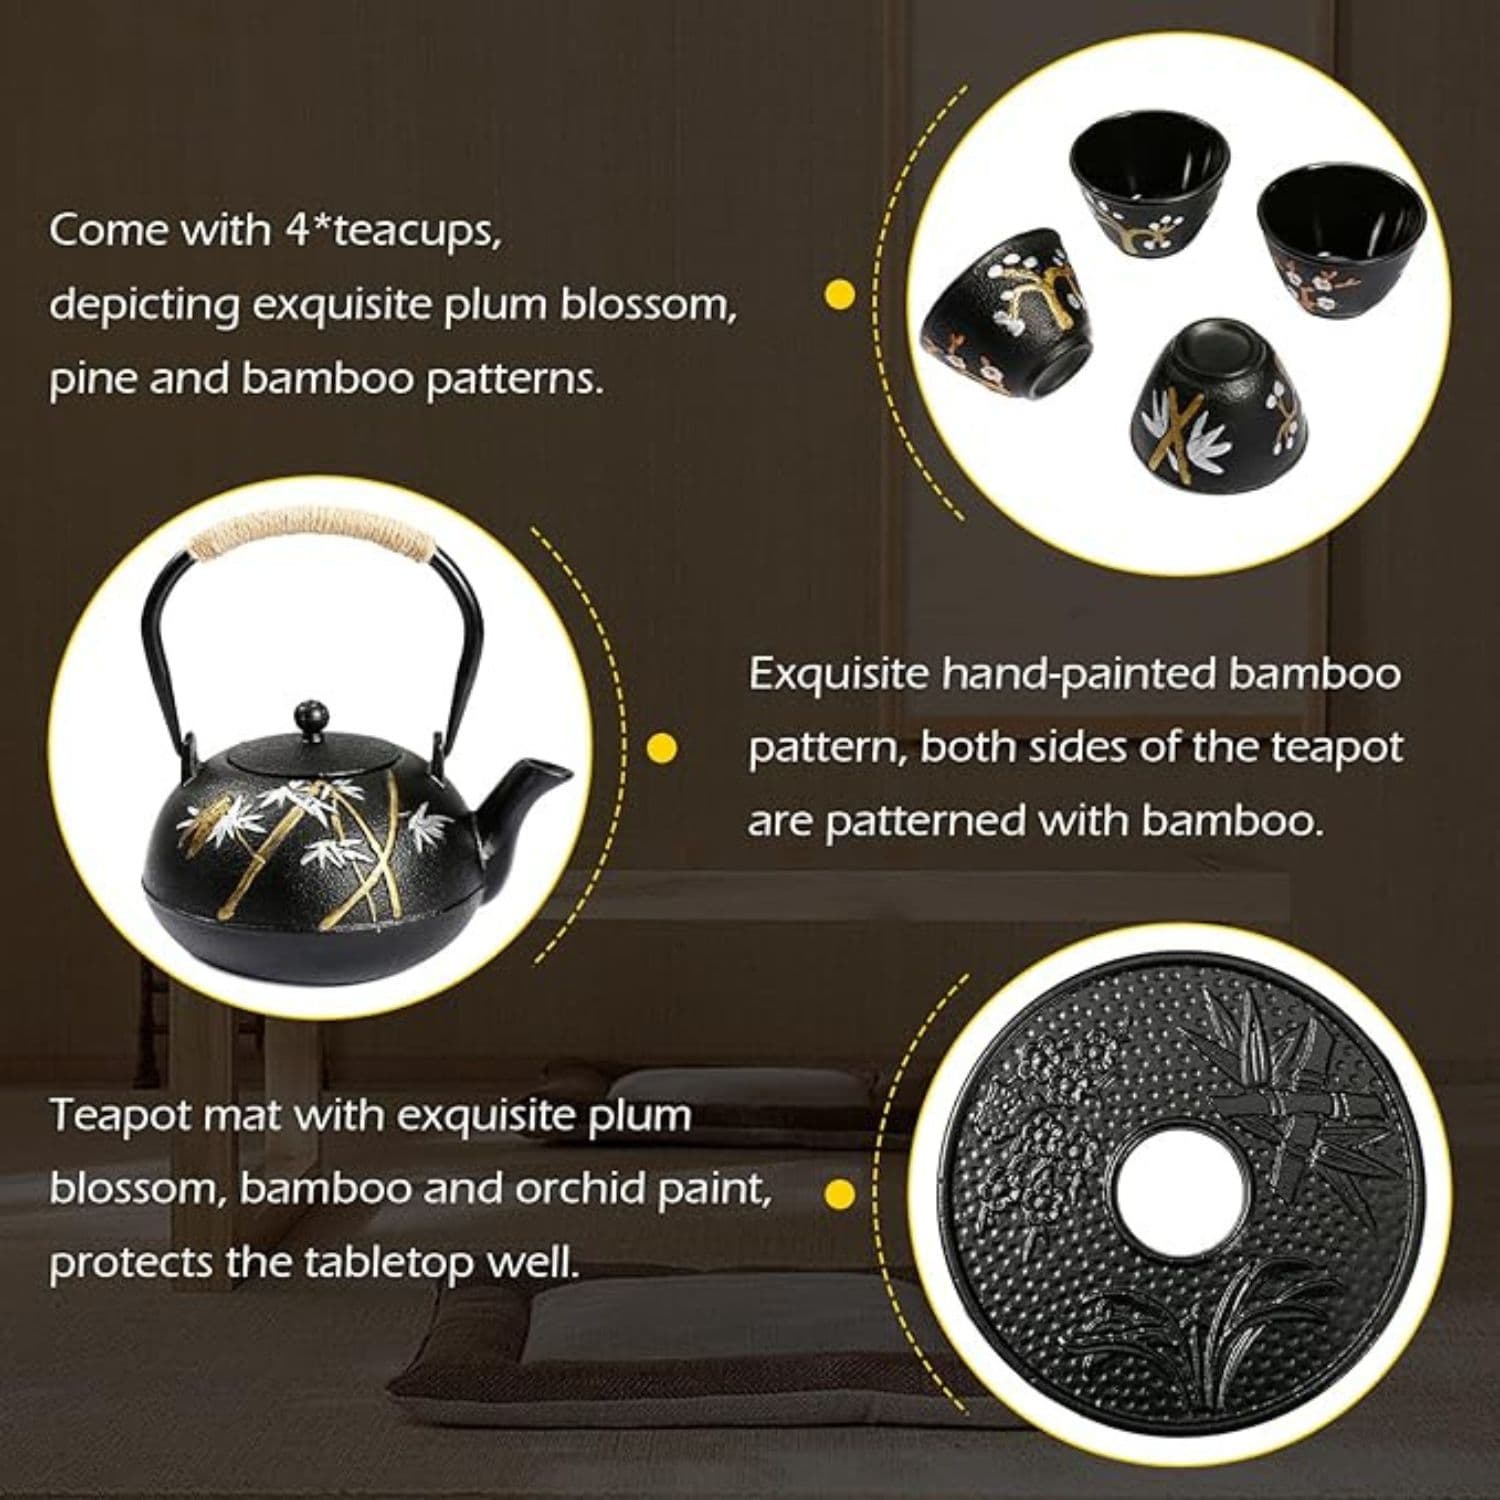 Come with 4*teacups,
depicting exquisite plum blossom,
pine and bamboo patterns.
Exquisite hand-painted bamboo
pattern, both sides of the teapot
are patterned with bamboo.
Teapot mat with exquisite plum
blossom, bamboo and orchid paint,
protects the tabletop well.